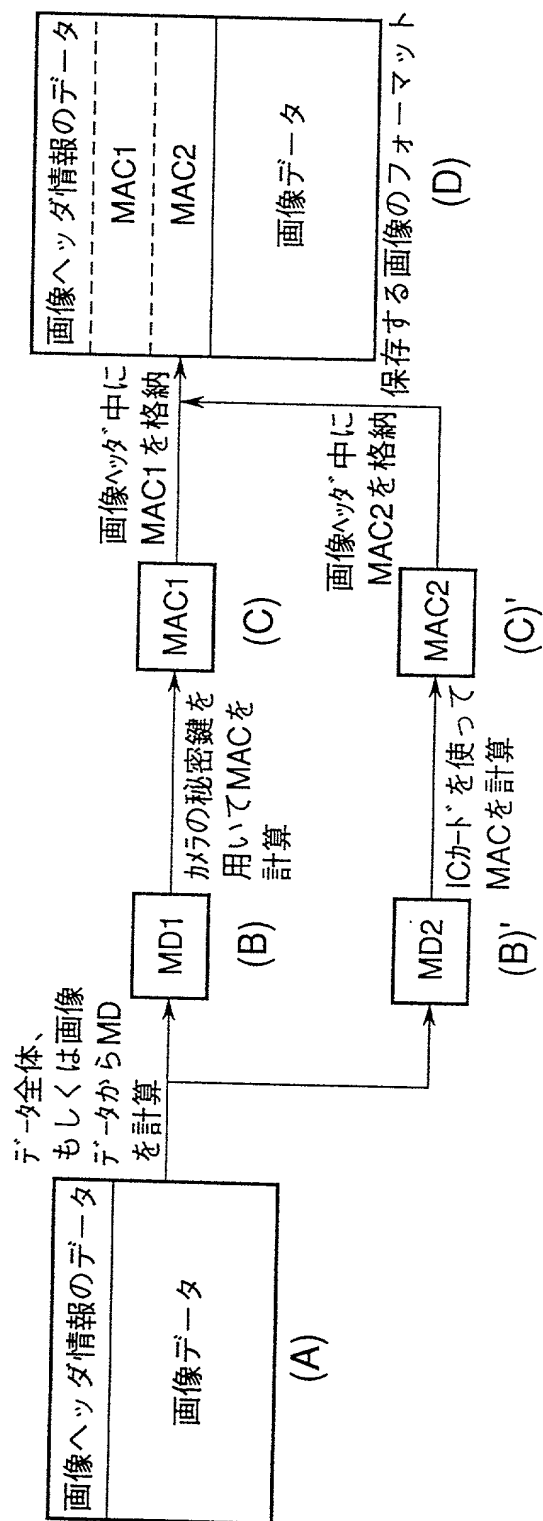 画像ヘッダ情報のデータ
画像データ
(A)
データ全体、
もしくは画像
データからMD
を計算
MD1
(B)
MD2
(B)'
カメラの秘密鍵を
用いてMACを
計算
ICカードを使って
MACを計算
MAC1
(C)
MAC2
(C)'
画像ヘッダ中に
MAC1を格納
画像ヘッダ中に
MAC2を格納
画像ヘッダ情報のデータ
MAC1
MAC2
画像データ
保存する画像のフォーマット
(D)